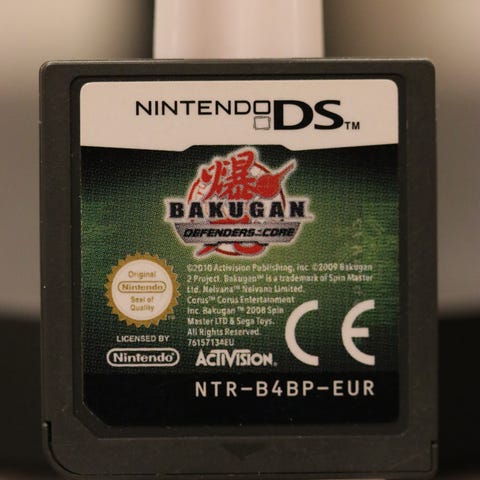 NINTENDO DS™
爆
BAKUGAN
DEFENDERS OF THE CORE
©2010 Activision Publishing, Inc. ©2009 Bakugan
2 Project. Bakugan™ is a trademark of Spin Master
Ltd. Nelvana™ Nelvana Limited.
Corus™ Corus Entertainment
Inc. Bakugan™ 2008 Spin
Master LTD & Sega Toys.
All Rights Reserved.
76157134EU
Original
Nintendo
Seal of
Quality
LICENSED BY
Nintendo
ACTIVISION.
CE
NTR-B4BP-EUR